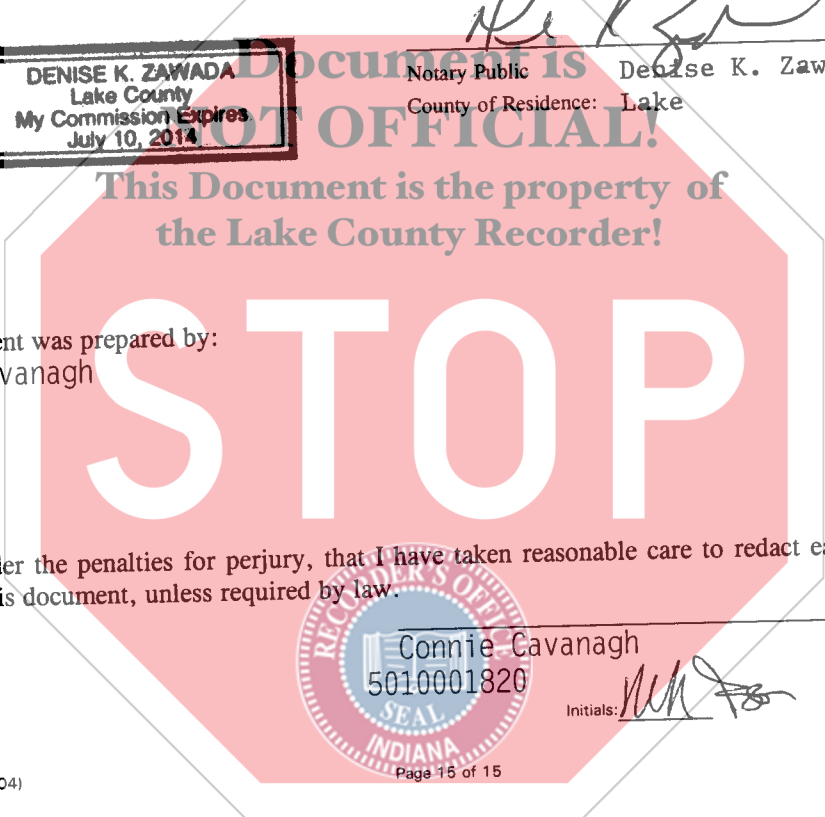 DENISE K. ZAWADA
Lake County
My Commission Expires
July 10, 2014
Notary Public Denise K. Zaw
County of Residence: Lake
Document is
NOT OFFICIAL!
This Document is the property of
the Lake County Recorder!
STOP
ent was prepared by:
vanagh
er the penalties for perjury, that I have taken reasonable care to redact ea
is document, unless required by law.
RECORDER'S OFFICE
SEAL
INDIANA
Connie Cavanagh
5010001820
Initials:
Page 15 of 15
04)